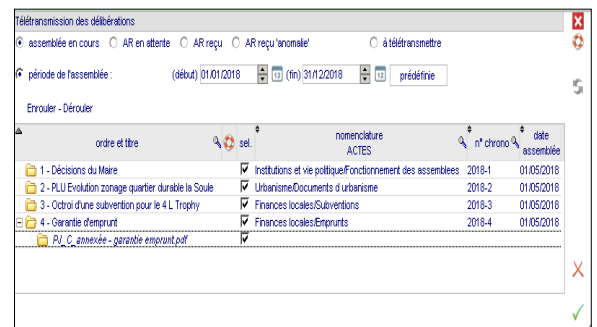 Télétransmission des délibérations
assemblée en cours AR en attente AR reçu AR reçu 'anomalie' à télétransmettre
période de l'assemblée : (début) 01/01/2018 (fin) 31/12/2018 prédéfinie
Enrouler - Dérouler
ordre et titre sel. nomenclature ACTES n° chrono date assemblée
1 - Décisions du Maire Institutions et vie politique/Fonctionnement des assemblees 2018-1 01/05/2018
2 - PLU Evolution zonage quartier durable la Soule Urbanisme/Documents d urbanisme 2018-2 01/05/2018
3 - Octroi d'une subvention pour le 4 L Trophy Finances locales/Subventions 2018-3 01/05/2018
4 - Garantie d'emprunt Finances locales/Emprunts 2018-4 01/05/2018
PJ_C_annexée - garantie emprunt.pdf